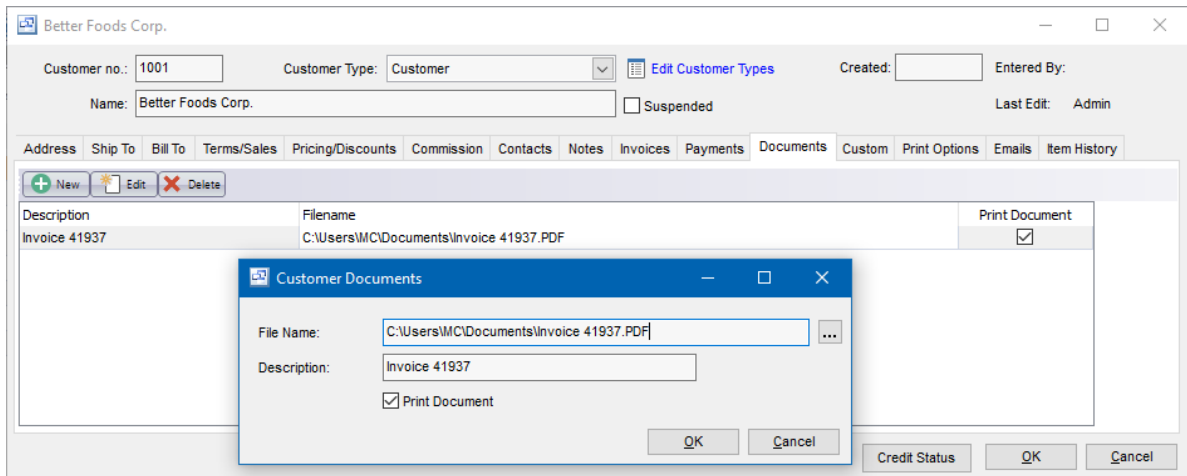 Better Foods Corp.
Customer no.: 1001 Customer Type: Customer Edit Customer Types Created: Entered By:
Name: Better Foods Corp. Suspended Last Edit: Admin
Address Ship To Bill To Terms/Sales Pricing/Discounts Commission Contacts Notes Invoices Payments Documents Custom Print Options Emails Item History
New Edit Delete
Description Filename Print Document
Invoice 41937 C:\Users\MC\Documents\Invoice 41937.PDF
Customer Documents
File Name: C:\Users\MC\Documents\Invoice 41937.PDF ...
Description: Invoice 41937
Print Document
OK Cancel
Credit Status OK Cancel